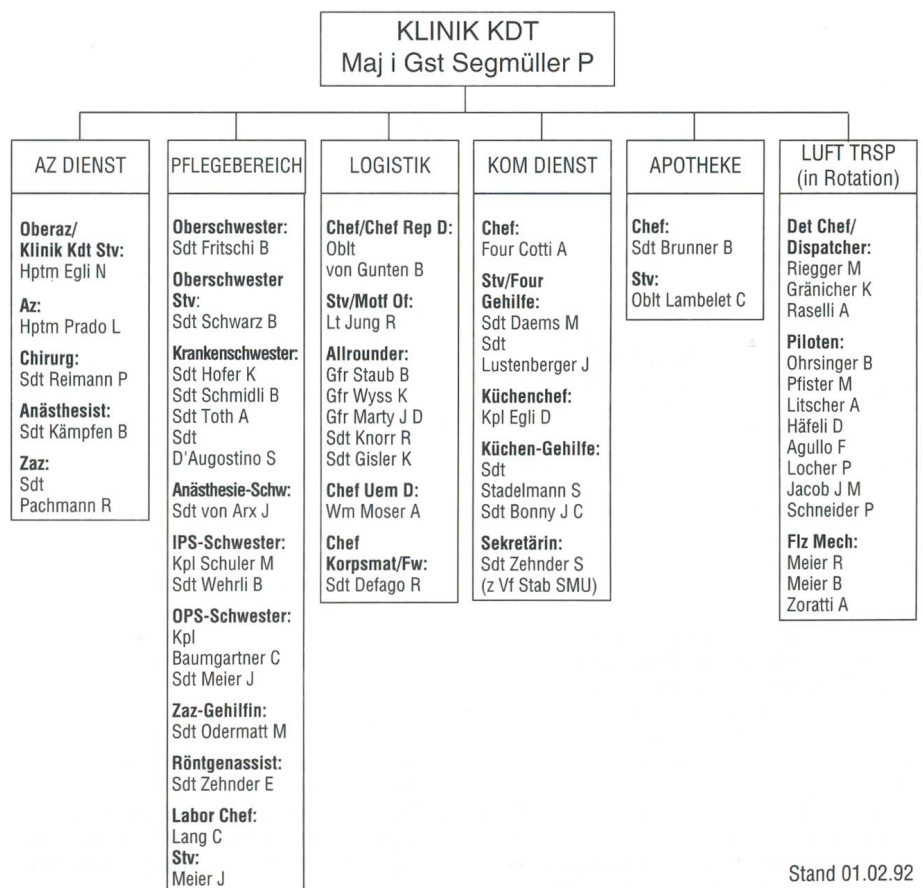 KLINIK KDT
Maj i Gst Segmüller P
AZ DIENST
Oberaz/
Klinik Kdt Stv:
Hptm Egli N
Az:
Hptm Prado L
Chirurg:
Sdt Reimann P
Anästhesist:
Sdt Kämpfen B
Zaz:
Sdt
Pachmann R
PFLEGEBEREICH
Oberschwester:
Sdt Fritschi B
Oberschwester
Stv:
Sdt Schwarz B
Krankenschwester:
Sdt Hofer K
Sdt Schmidli B
Sdt Toth A
Sdt
D'Augostino S
Anästhesie-Schw:
Sdt von Arx J
IPS-Schwester:
Kpl Schuler M
Sdt Wehrli B
OPS-Schwester:
Kpl
Baumgartner C
Sdt Meier J
Zaz-Gehilfin:
Sdt Odermatt M
Röntgenassist:
Sdt Zehnder E
Labor Chef:
Lang C
Stv:
Meier J
LOGISTIK
Chef/Chef Rep D:
Oblt
von Gunten B
Stv/Motf Of:
Lt Jung R
Allrounder:
Gfr Staub B
Gfr Wyss K
Gfr Marty J D
Sdt Knorr R
Sdt Gisler K
Chef Uem D:
Wm Moser A
Chef
Korpsmat/Fw:
Sdt Defago R
KOM DIENST
Chef:
Four Cotti A
Stv/Four
Gehilfe:
Sdt Daems M
Sdt
Lustenberger J
Küchenchef:
Kpl Egli D
Küchen-Gehilfe:
Sdt
Stadelmann S
Sdt Bonny J C
Sekretärin:
Sdt Zehnder S
(z Vf Stab SMU)
APOTHEKE
Chef:
Sdt Brunner B
Stv:
Oblt Lambelet C
LUFT TRSP
(in Rotation)
Det Chef/
Dispatcher:
Riegger M
Gränicher K
Raselli A
Piloten:
Ohrsinger B
Pfister M
Litscher A
Häfeli D
Agullo F
Locher P
Jacob J M
Schneider P
Flz Mech:
Meier R
Meier B
Zoratti A
Stand 01.02.92